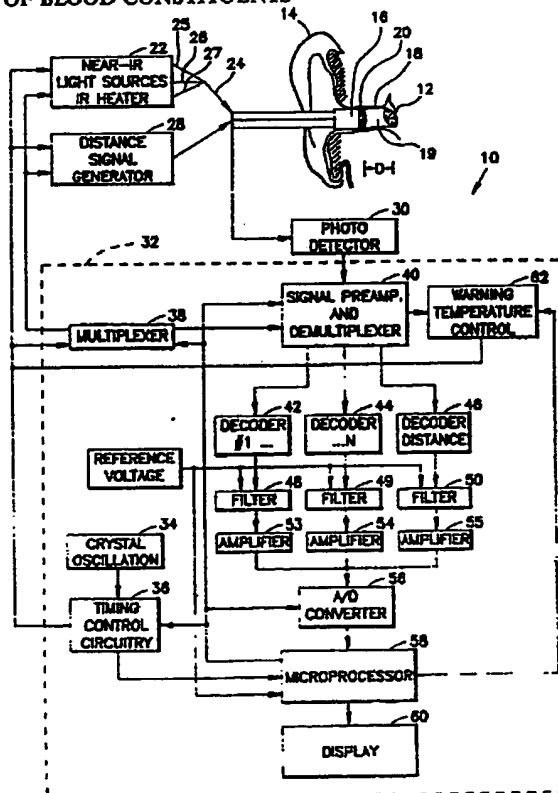 OF BLOOD CONSTITUENTS
14
16
20
18
12
25
26
27
22
24
NEAR-IR
LIGHT SOURCES
IR HEATER
28
DISTANCE
SIGNAL
GENERATOR
D
19
10
30
PHOTO
DETECTOR
32
40
SIGNAL PREAMP.
AND
DEMULTIPLEXER
62
WARNING
TEMPERATURE
CONTROL
38
MULTIPLEXER
42
DECODER
#1 ...
44
DECODER
...N
46
DECODER
DISTANCE
REFERENCE
VOLTAGE
48
FILTER
49
FILTER
50
FILTER
34
CRYSTAL
OSCILLATION
53
AMPLIFIER
54
AMPLIFIER
55
AMPLIFIER
36
TIMING
CONTROL
CIRCUITRY
56
A/D
CONVERTER
58
MICROPROCESSOR
60
DISPLAY